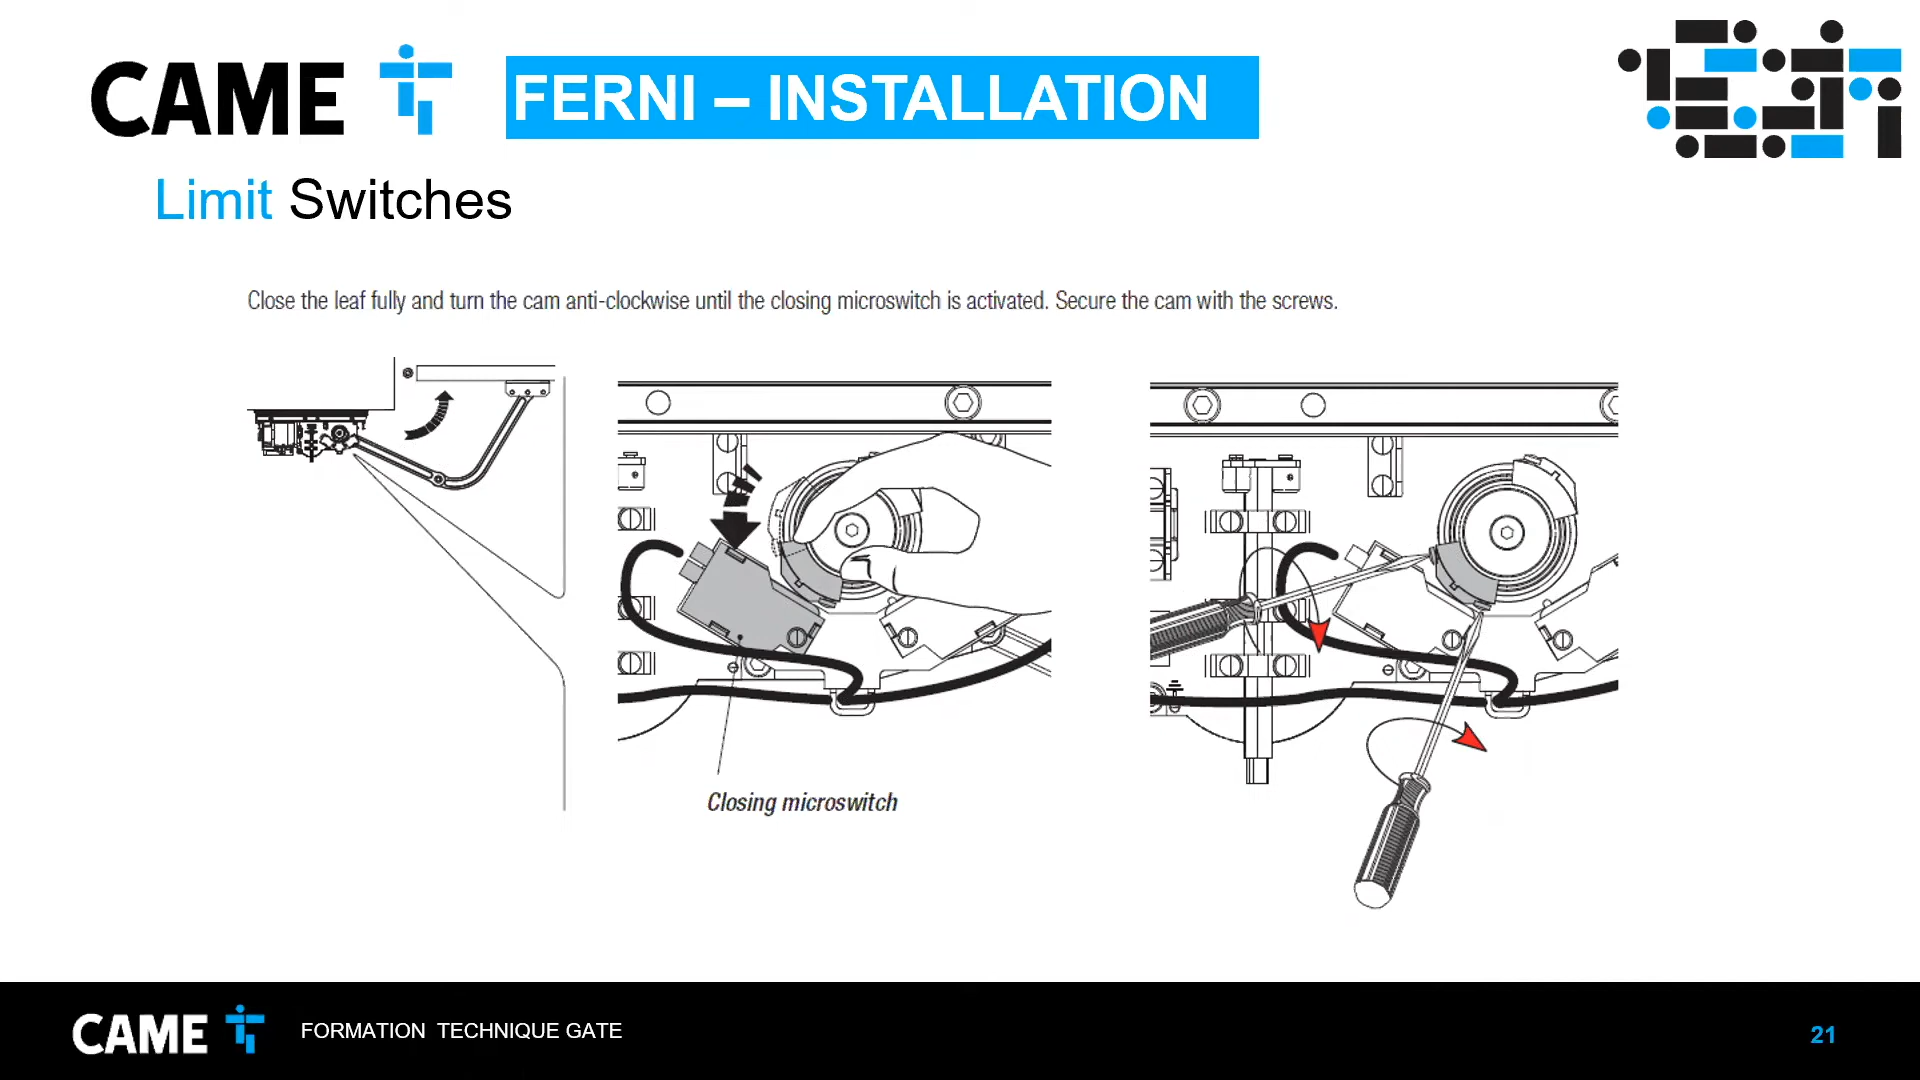 CAME
FERNI – INSTALLATION
Limit Switches
Close the leaf fully and turn the cam anti-clockwise until the closing microswitch is activated. Secure the cam with the screws.
Closing microswitch
CAME
FORMATION TECHNIQUE GATE
21